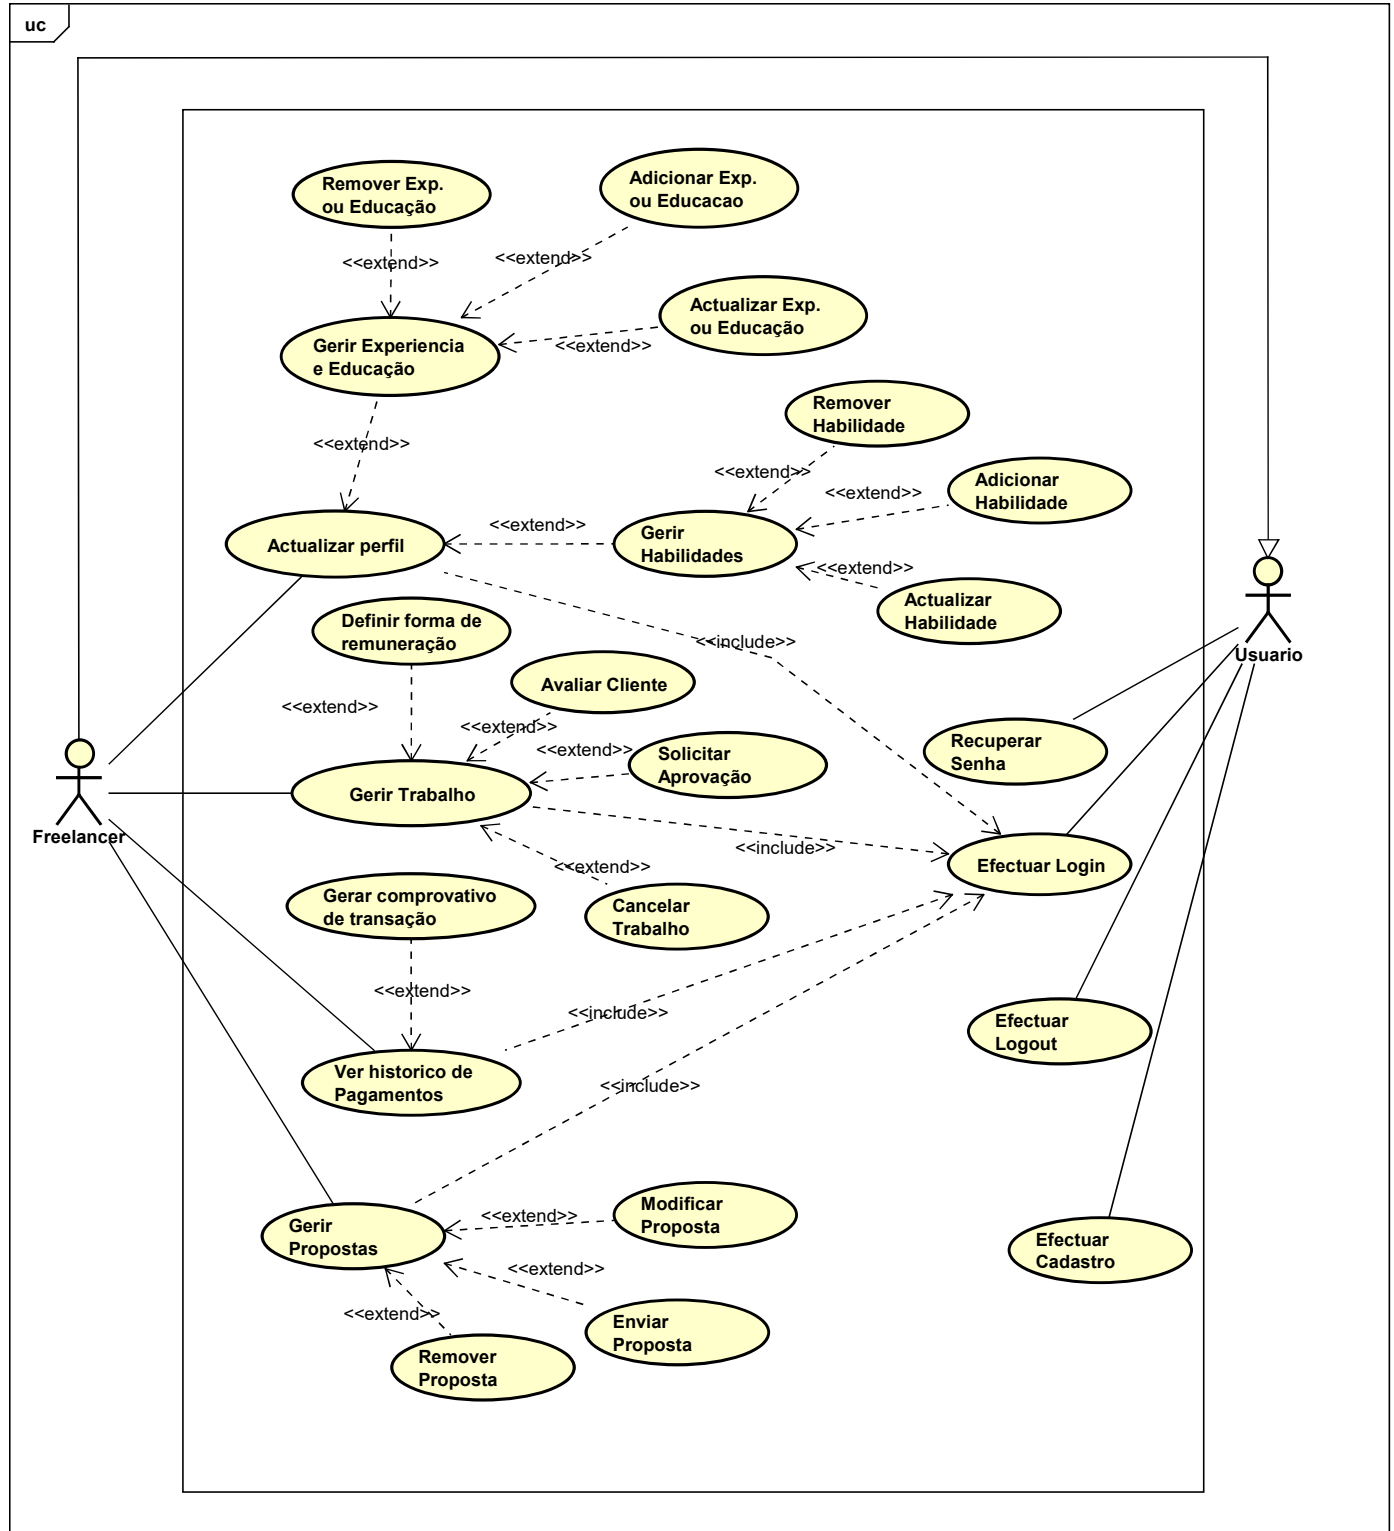 uc
Remover Exp.
ou Educação
Adicionar Exp.
ou Educacao
<<extend>>
<<extend>>
Actualizar Exp.
ou Educação
<<extend>>
Gerir Experiencia
e Educação
<<extend>>
Remover
Habilidade
<<extend>>
Adicionar
Habilidade
<<extend>>
Gerir
Habilidades
<<extend>>
Actualizar perfil
<<extend>>
Actualizar
Habilidade
Definir forma de
remuneração
<<include>>
Usuario
Avaliar Cliente
<<extend>>
<<extend>>
<<extend>>
Solicitar
Aprovação
Recuperar
Senha
Gerir Trabalho
Freelancer
<<include>>
Efectuar Login
<<extend>>
Gerar comprovativo
de transação
Cancelar
Trabalho
<<extend>>
<<include>>
Efectuar
Logout
Ver historico de
Pagamentos
<<include>>
Modificar
Proposta
<<extend>>
Gerir
Propostas
Efectuar
Cadastro
<<extend>>
<<extend>>
Enviar
Proposta
Remover
Proposta